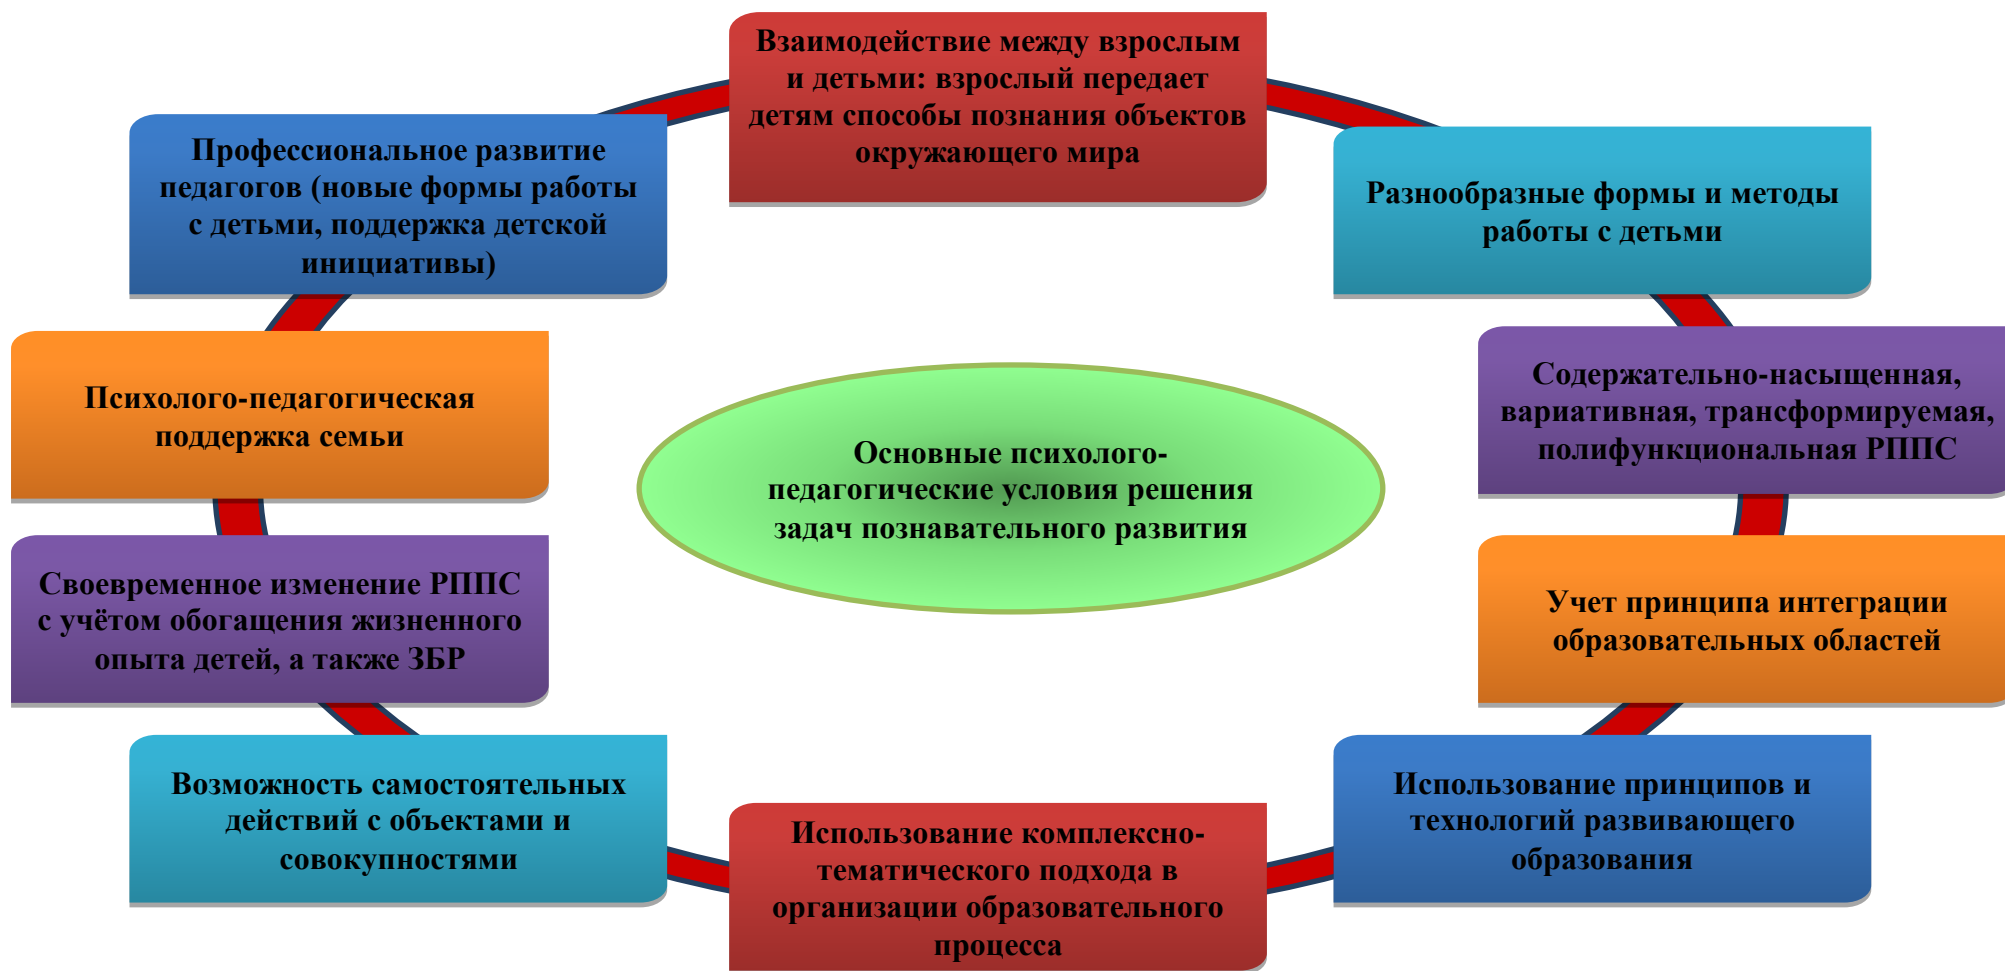 Взаимодействие между взрослым
и детьми: взрослый передает
детям способы познания объектов
окружающего мира
Разнообразные формы и методы
работы с детьми
Содержательно-насыщенная,
вариативная, трансформируемая,
полифункциональная РППС
Учет принципа интеграции
образовательных областей
Использование принципов и
технологий развивающего
образования
Использование комплексно-
тематического подхода в
организации образовательного
процесса
Возможность самостоятельных
действий с объектами и
совокупностями
Своевременное изменение РППС
с учётом обогащения жизненного
опыта детей, а также ЗБР
Психолого-педагогическая
поддержка семьи
Профессиональное развитие
педагогов (новые формы работы
с детьми, поддержка детской
инициативы)
Основные психолого-
педагогические условия решения
задач познавательного развития